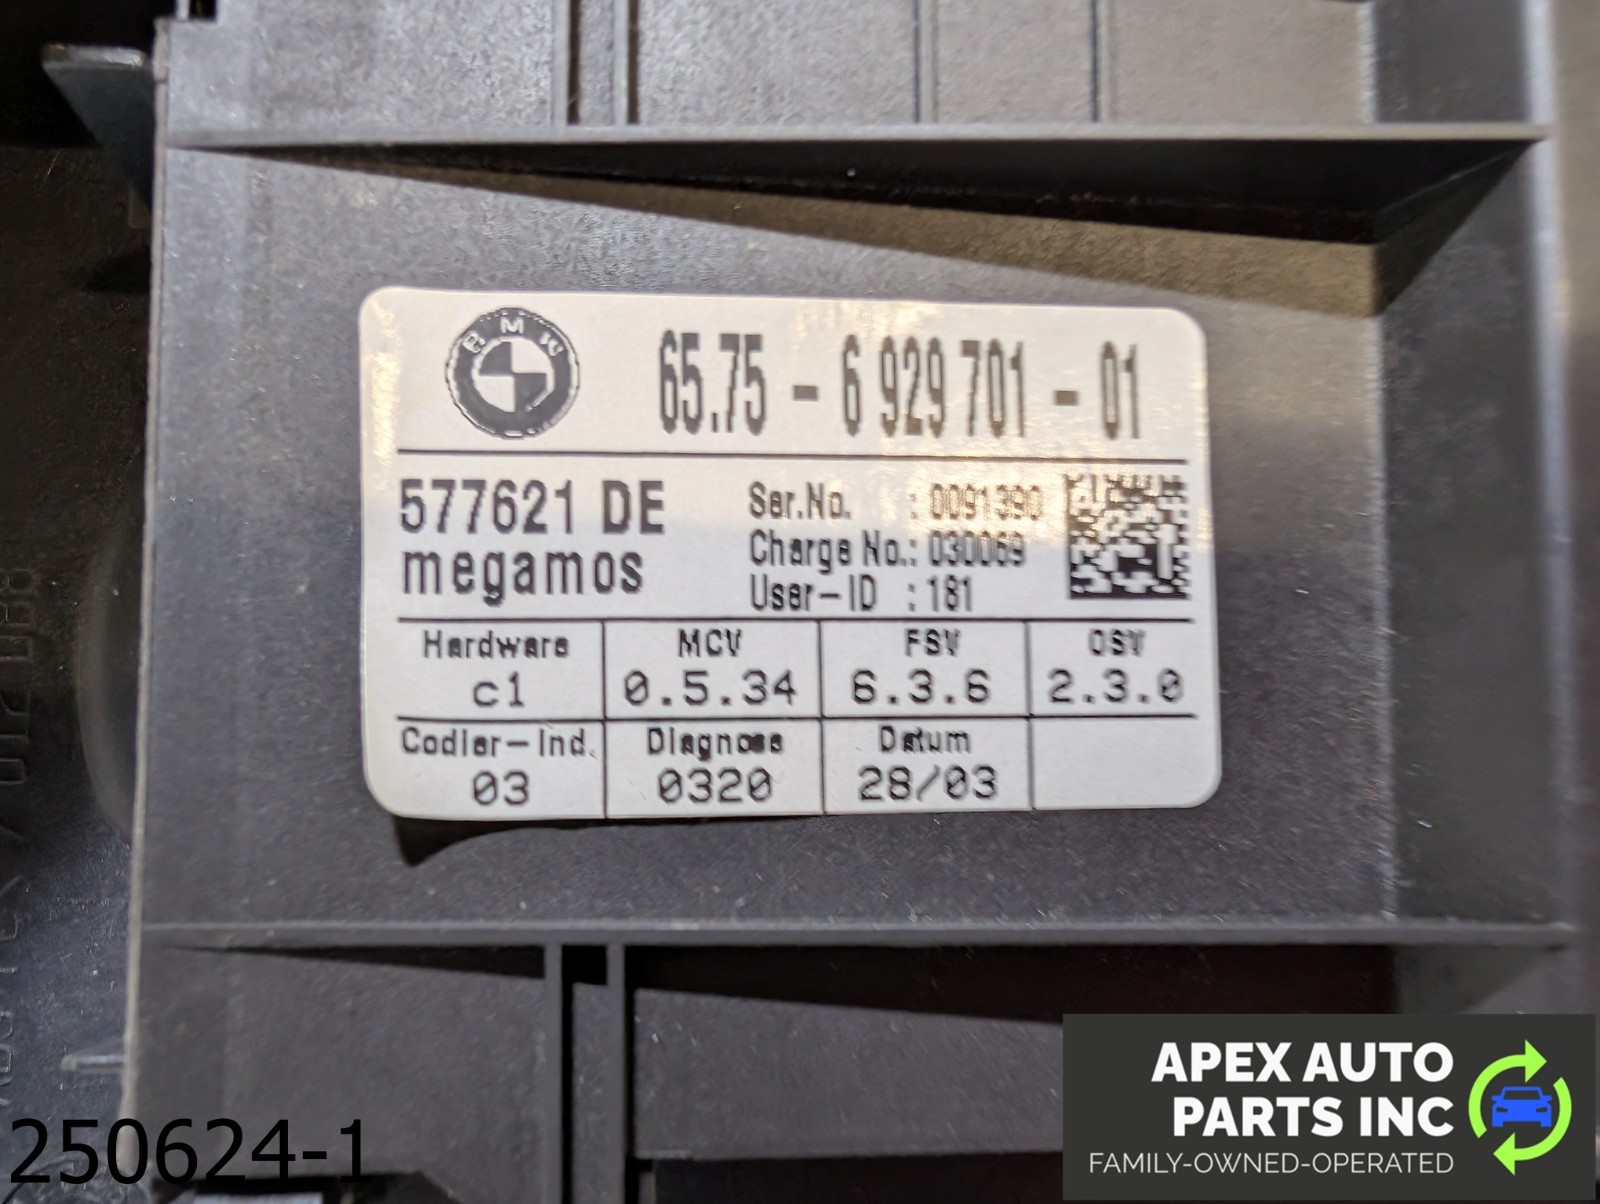 BMW
65.75 - 6 929 701 - 01
577621 DE
megamos
Ser.No. : 0091390
Charge No.: 030069
User-ID : 181
Hardware MCV FSV OSV
c1 0.5.34 6.3.6 2.3.0
Codier-Ind. Diagnose Datum
03 0320 28/03
250624-1
APEX AUTO
PARTS INC
FAMILY-OWNED-OPERATED